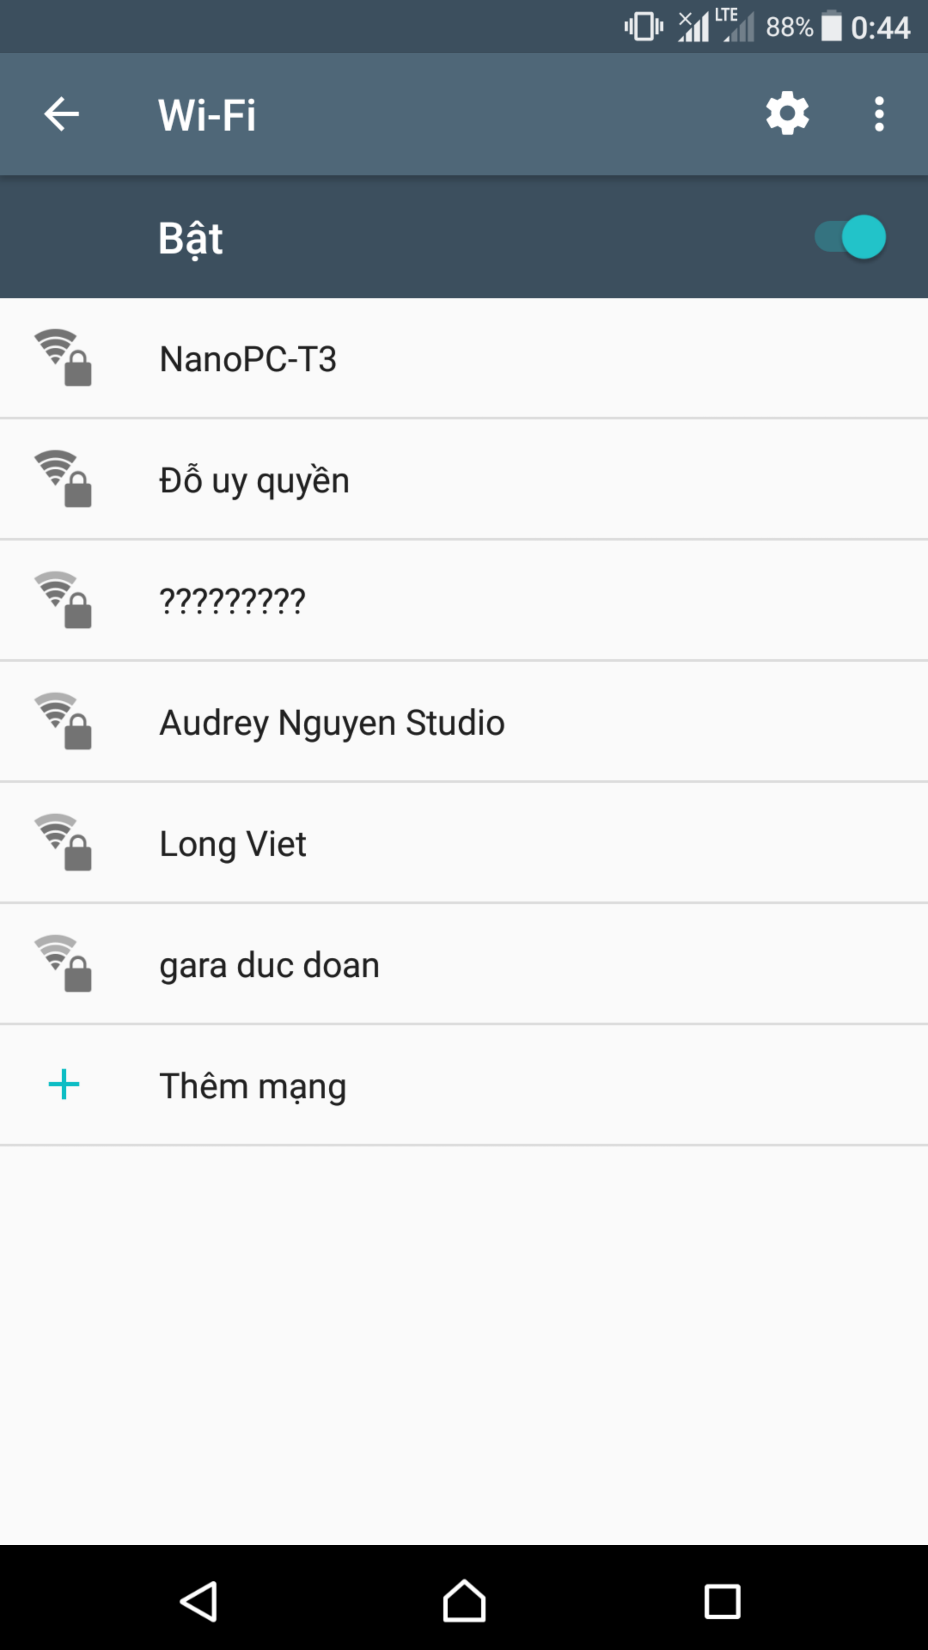 LTE 88% 0:44
Wi-Fi
Bật
NanoPC-T3
Đỗ uy quyền
?????????
Audrey Nguyen Studio
Long Viet
gara duc doan
Thêm mạng